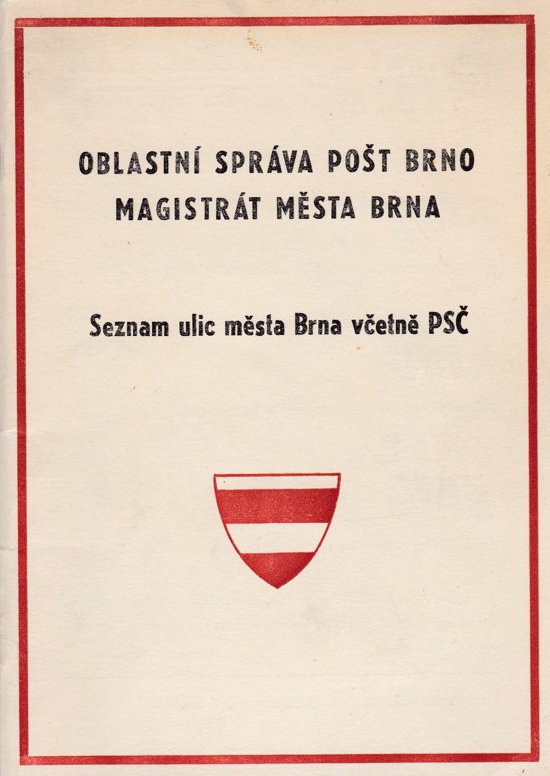 OBLASTNÍ SPRÁVA POŠT BRNO
MAGISTRÁT MĚSTA BRNA
Seznam ulic města Brna včetně PSČ